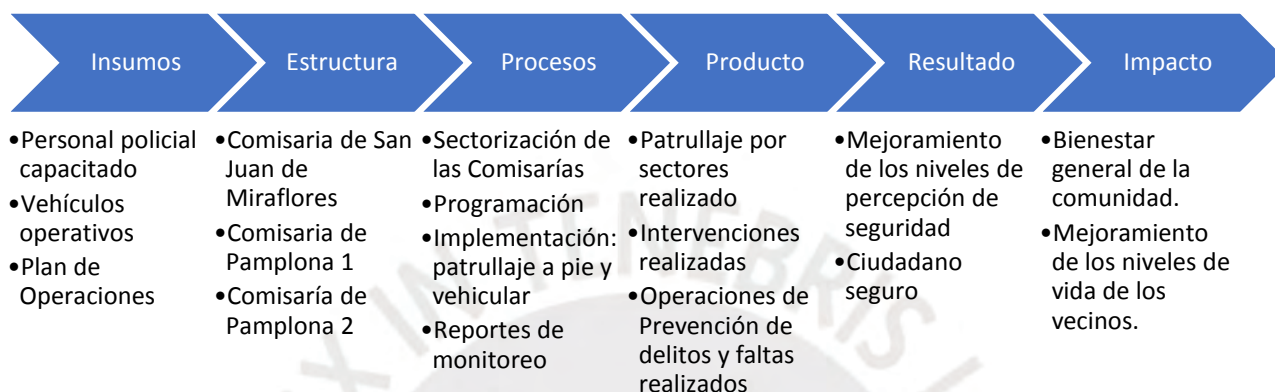 Insumos
Estructura
Procesos
Producto
Resultado
Impacto
•Personal policial
capacitado
•Vehículos
operativos
•Plan de
Operaciones
•Comisaria de San
Juan de
Miraflores
•Comisaria de
Pamplona 1
•Comisaría de
Pamplona 2
•Sectorización de
las Comisarías
•Programación
•Implementación:
patrullaje a pie y
vehicular
•Reportes de
monitoreo
•Patrullaje por
sectores
realizado
•Intervenciones
realizadas
•Operaciones de
Prevención de
delitos y faltas
realizados
•Mejoramiento
de los niveles de
percepción de
seguridad
•Ciudadano
seguro
•Bienestar
general de la
comunidad.
•Mejoramiento
de los niveles de
vida de los
vecinos.
X IN TENEBRIS